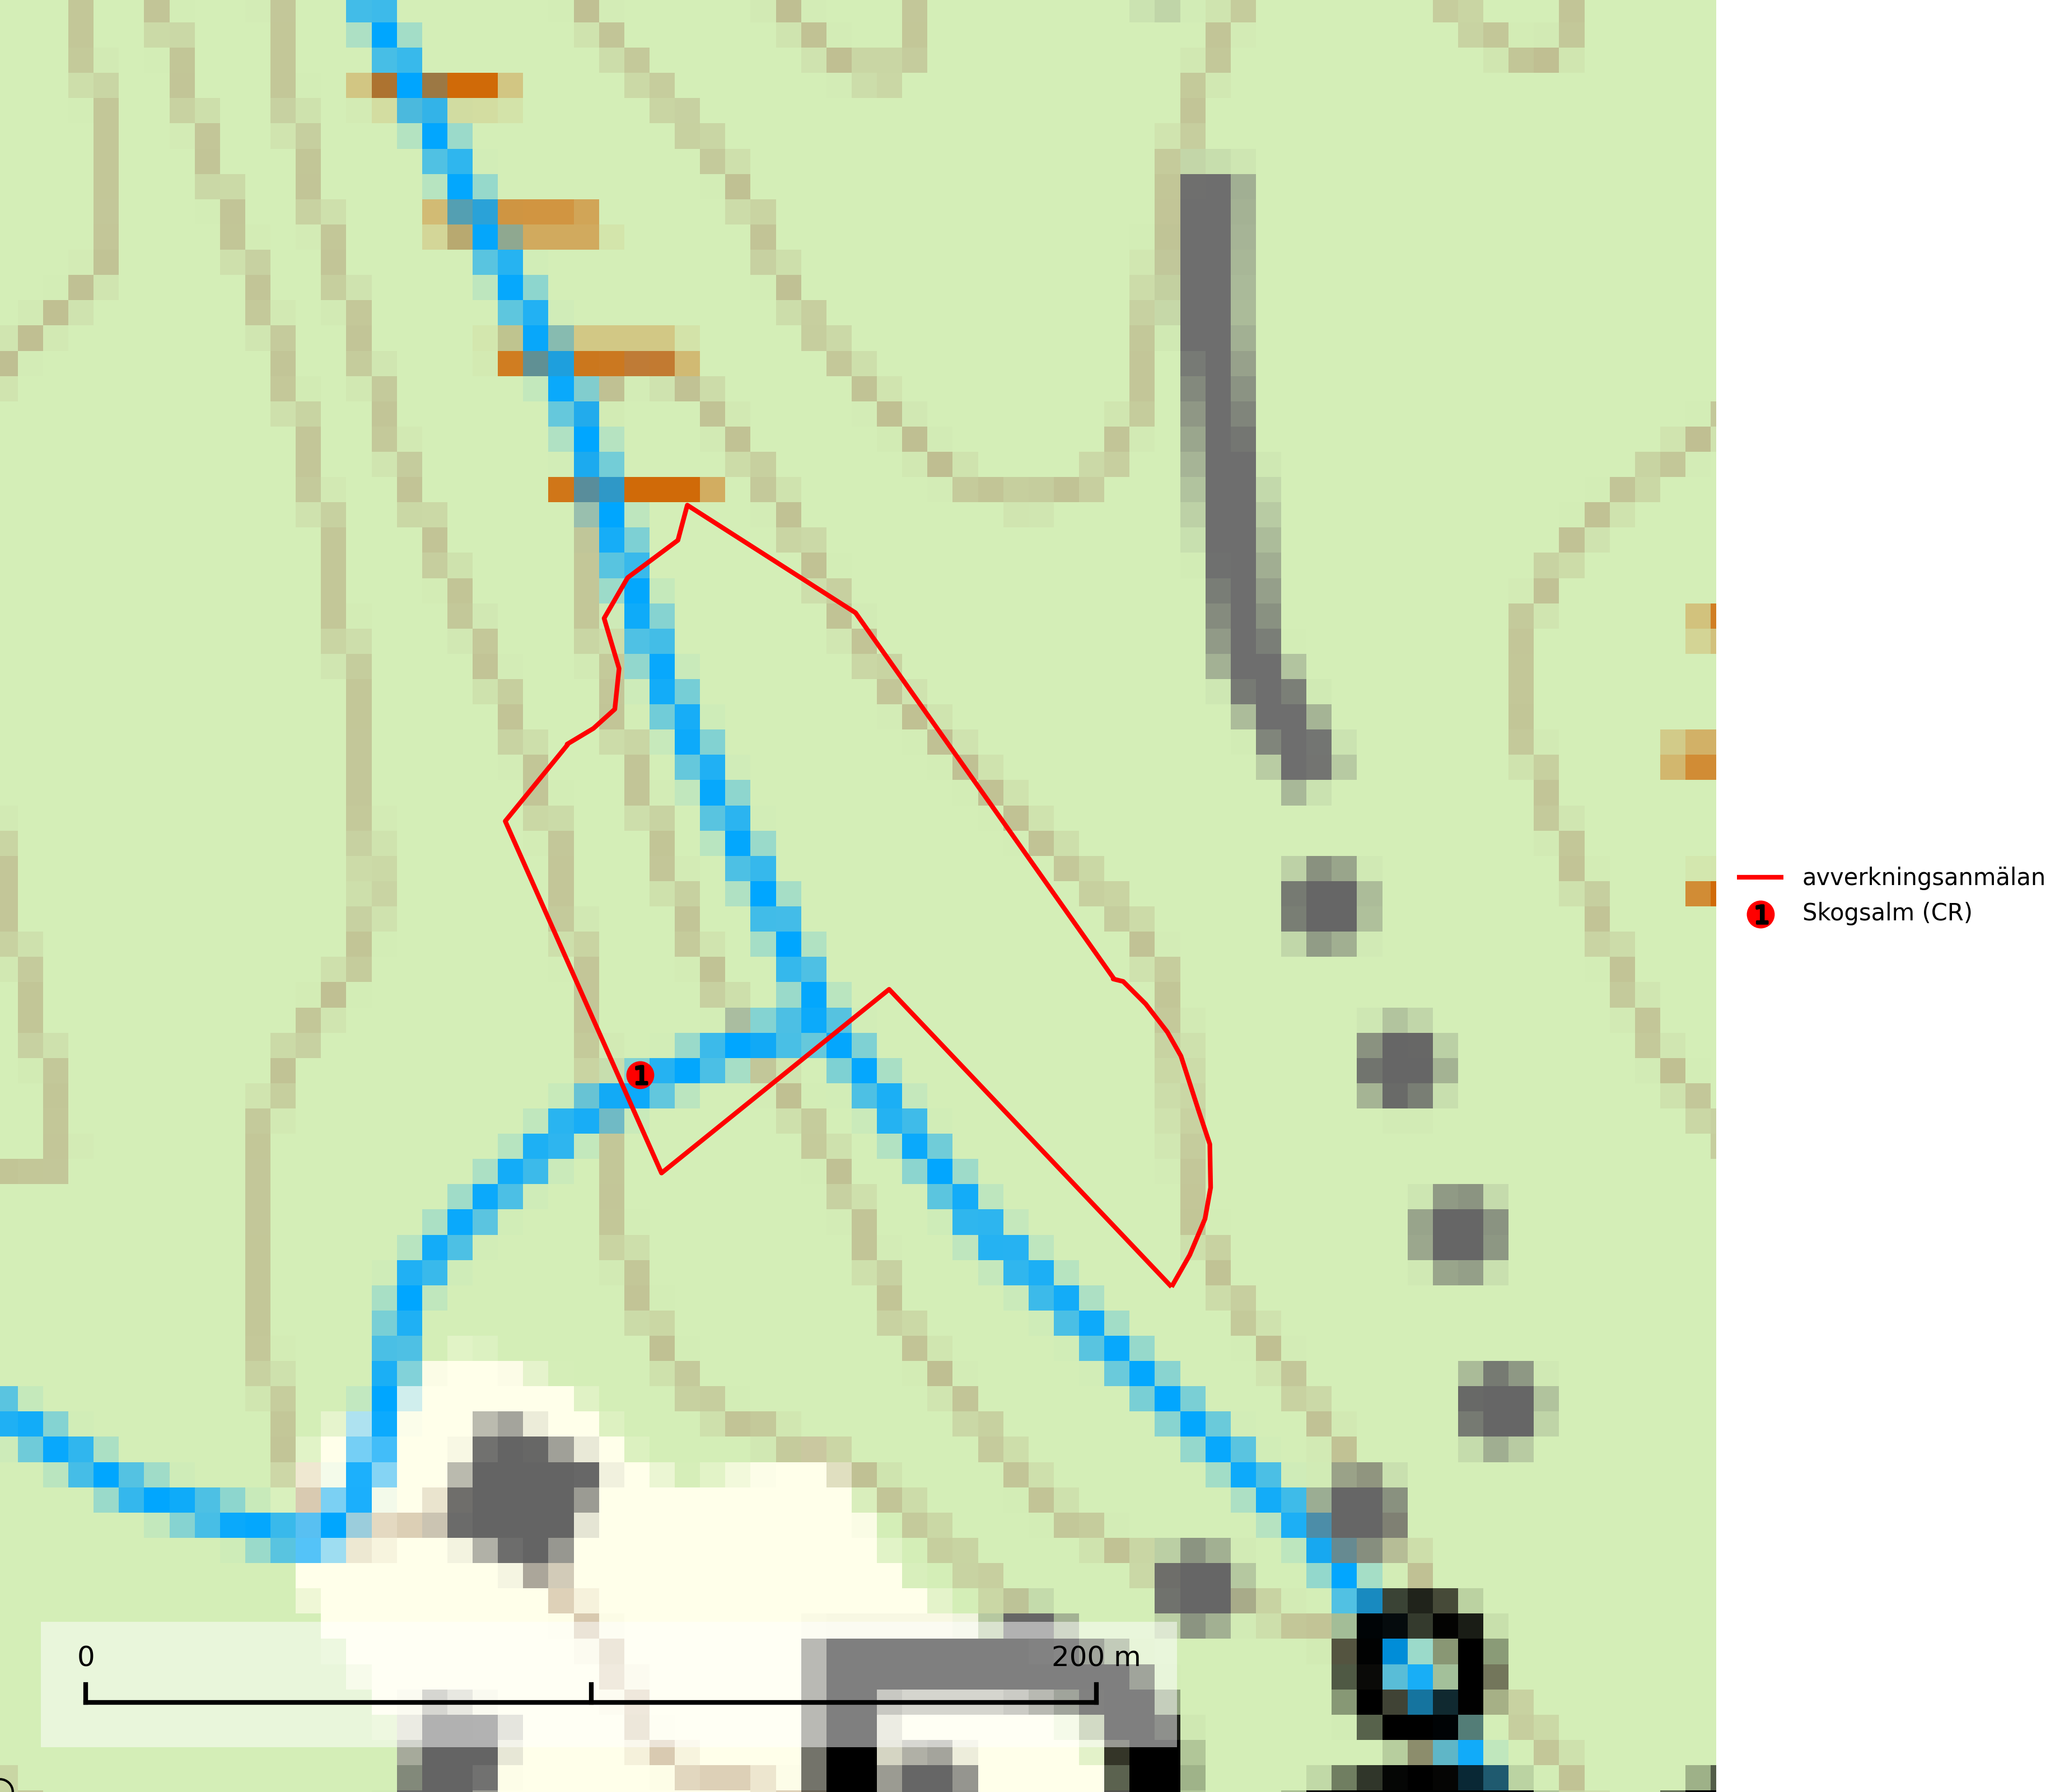 avverkningsanmälan
1 Skogsalm (CR)
1
0 200 m